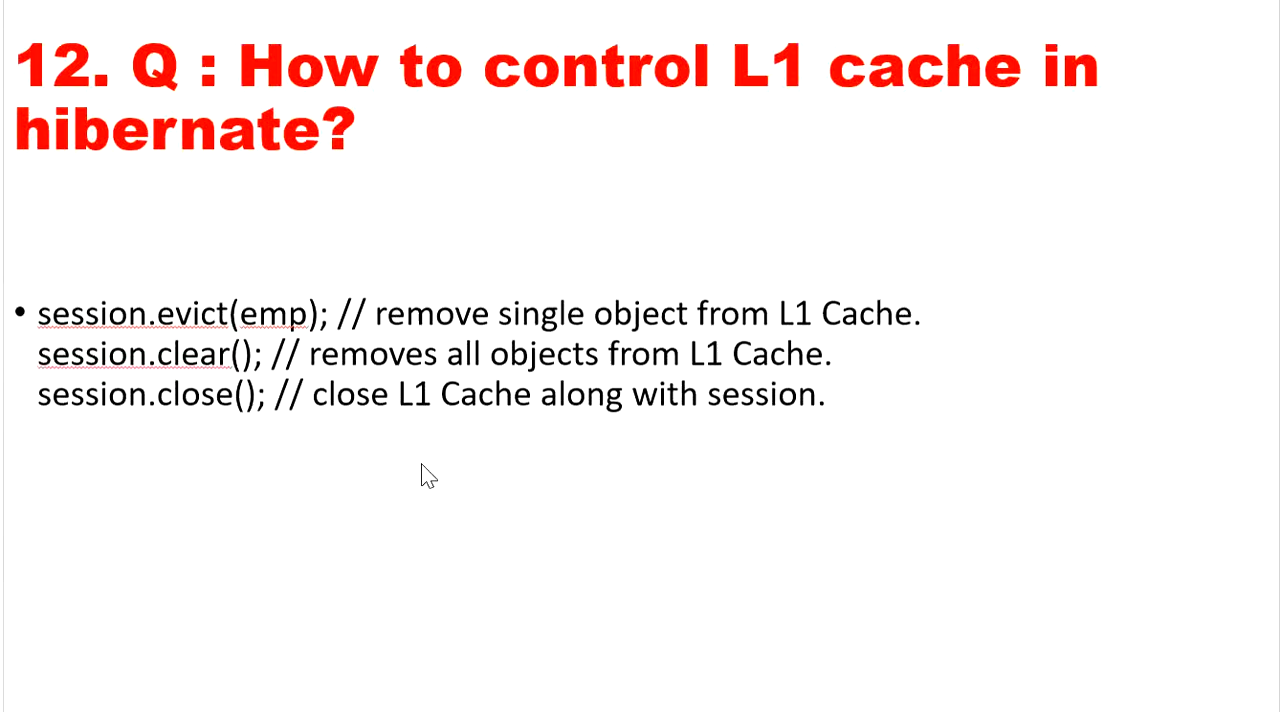 12. Q : How to control L1 cache in
hibernate?
• session.evict(emp); // remove single object from L1 Cache.
session.clear(); // removes all objects from L1 Cache.
session.close(); // close L1 Cache along with session.